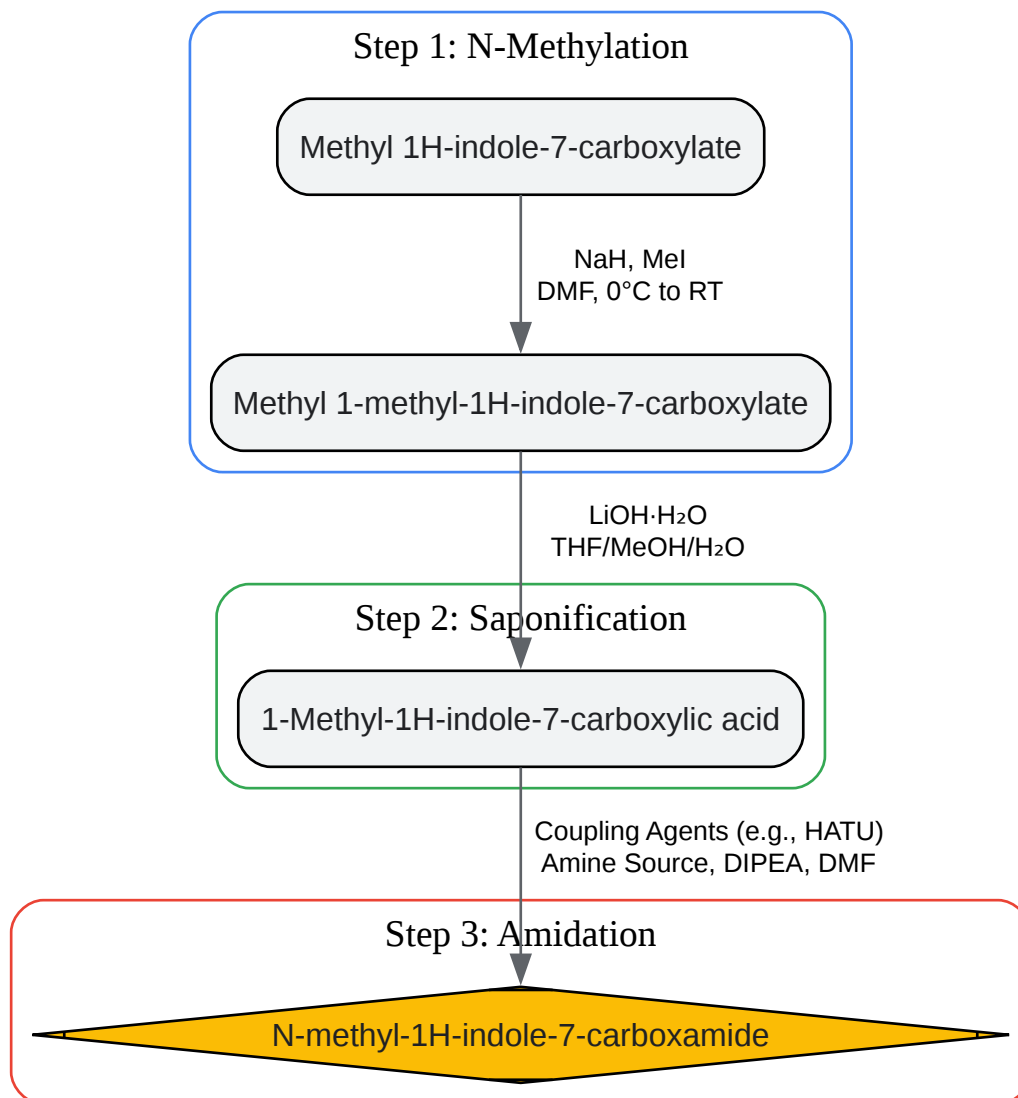 Step 1: N-Methylation
Methyl 1H-indole-7-carboxylate
NaH, MeI
DMF, 0°C to RT
Methyl 1-methyl-1H-indole-7-carboxylate
LiOH·H₂O
THF/MeOH/H₂O
Step 2: Saponification
1-Methyl-1H-indole-7-carboxylic acid
Coupling Agents (e.g., HATU)
Amine Source, DIPEA, DMF
Step 3: Amidation
N-methyl-1H-indole-7-carboxamide